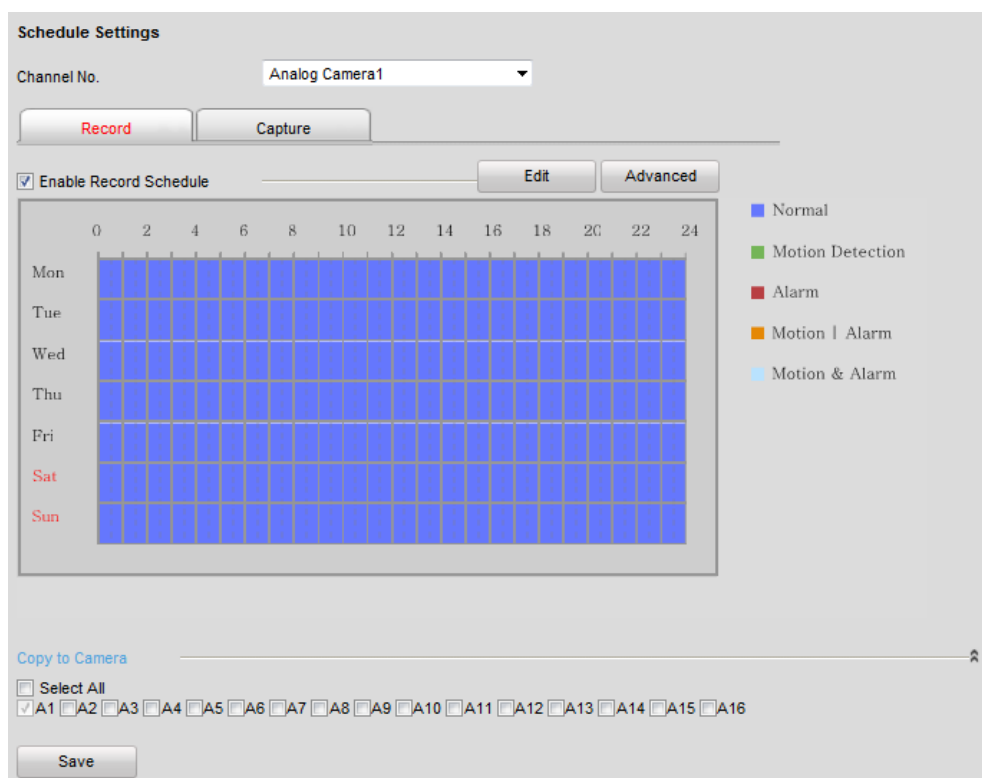 Schedule Settings
Channel No. Analog Camera1
Record Capture
Enable Record Schedule Edit Advanced
0 2 4 6 8 10 12 14 16 18 20 22 24
Mon
Tue
Wed
Thu
Fri
Sat
Sun
Normal
Motion Detection
Alarm
Motion | Alarm
Motion & Alarm
Copy to Camera
Select All
A1 A2 A3 A4 A5 A6 A7 A8 A9 A10 A11 A12 A13 A14 A15 A16
Save